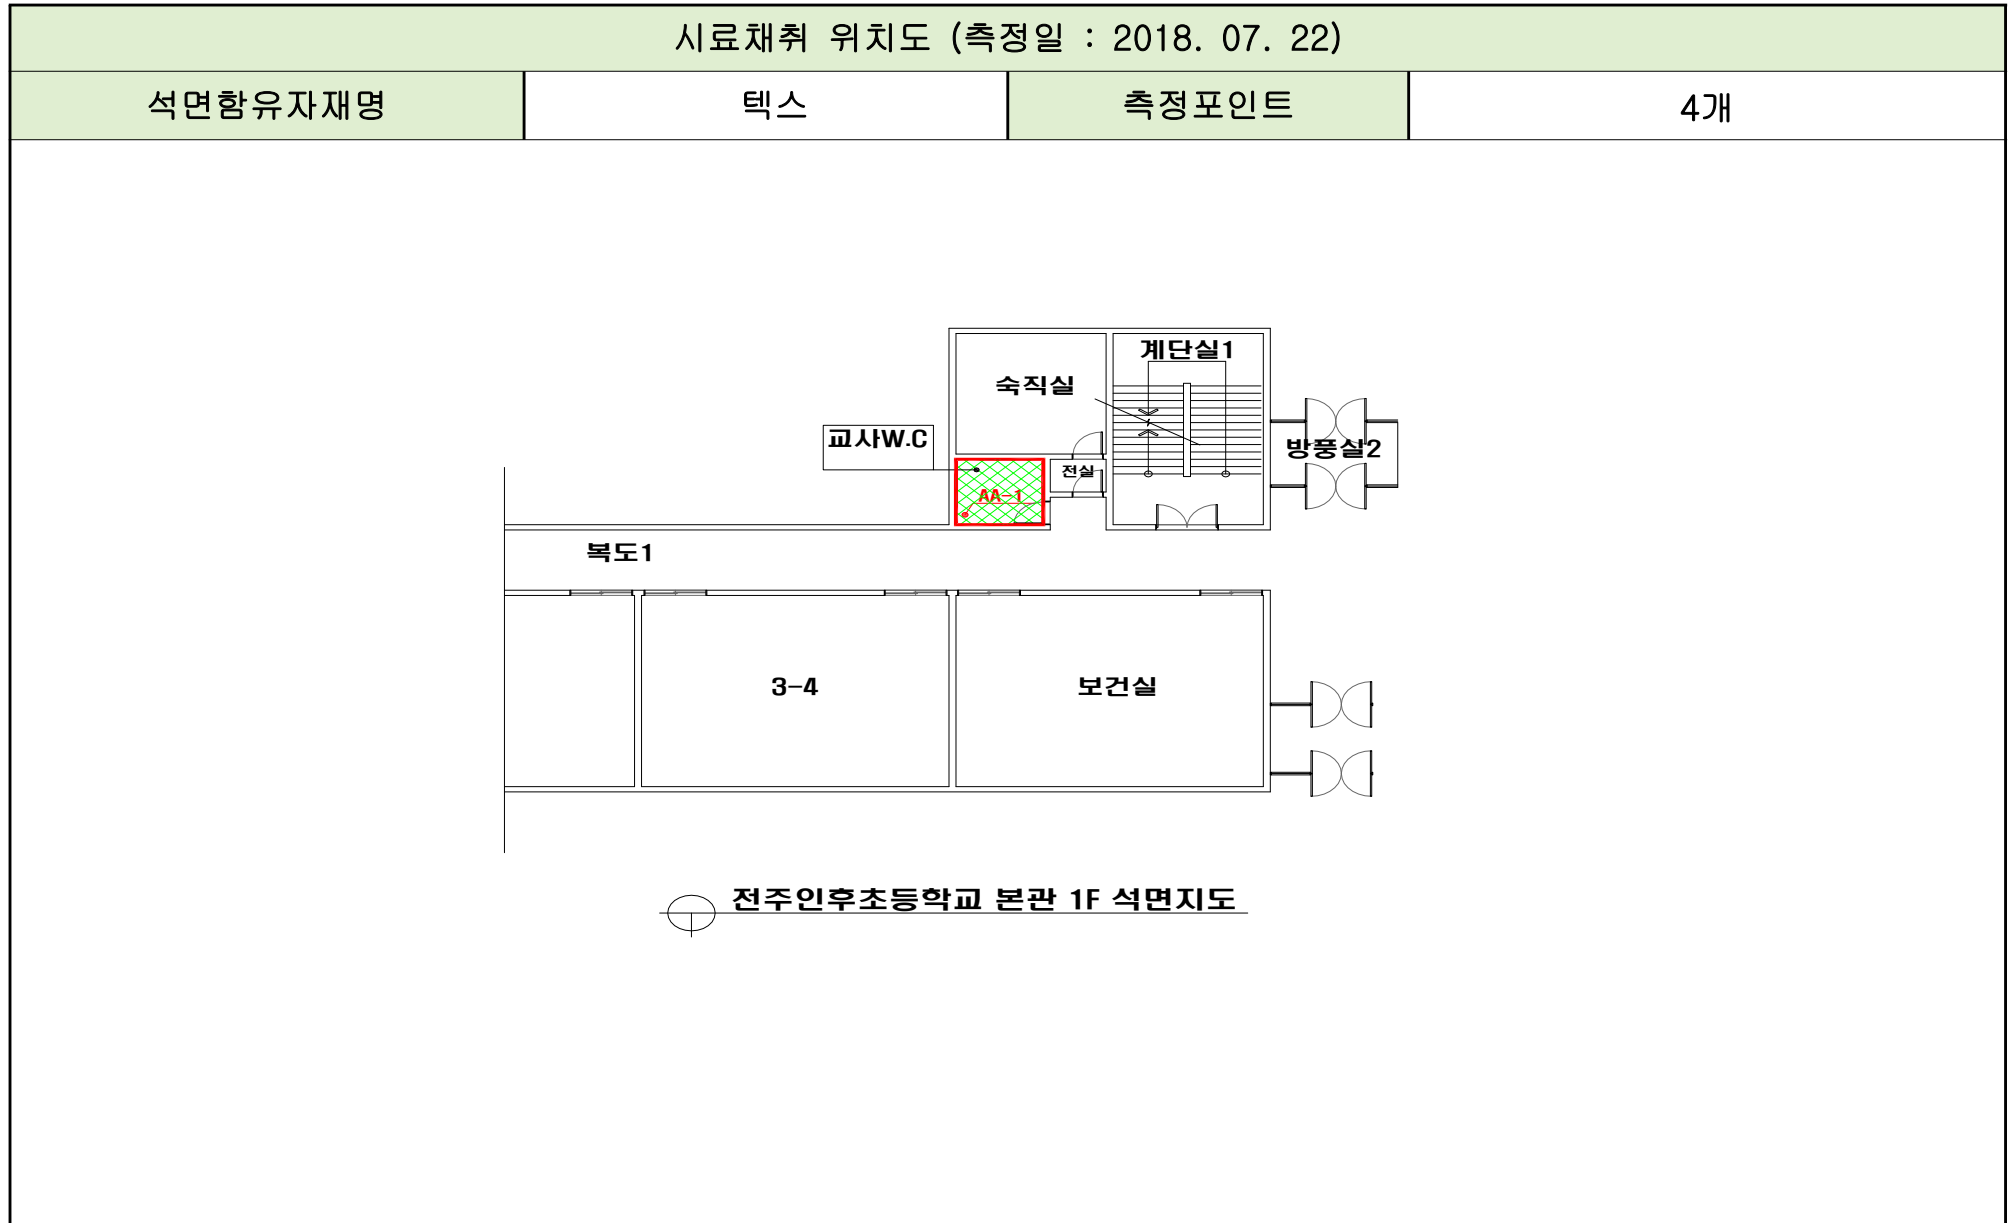 시료채취 위치도 (측정일 : 2018. 07. 22)
석면함유자재명 텍스 측정포인트 4개
계단실1
숙직실
교사W.C
방풍실2
전실
AA-1
복도1
3-4 보건실
전주인후초등학교 본관 1F 석면지도